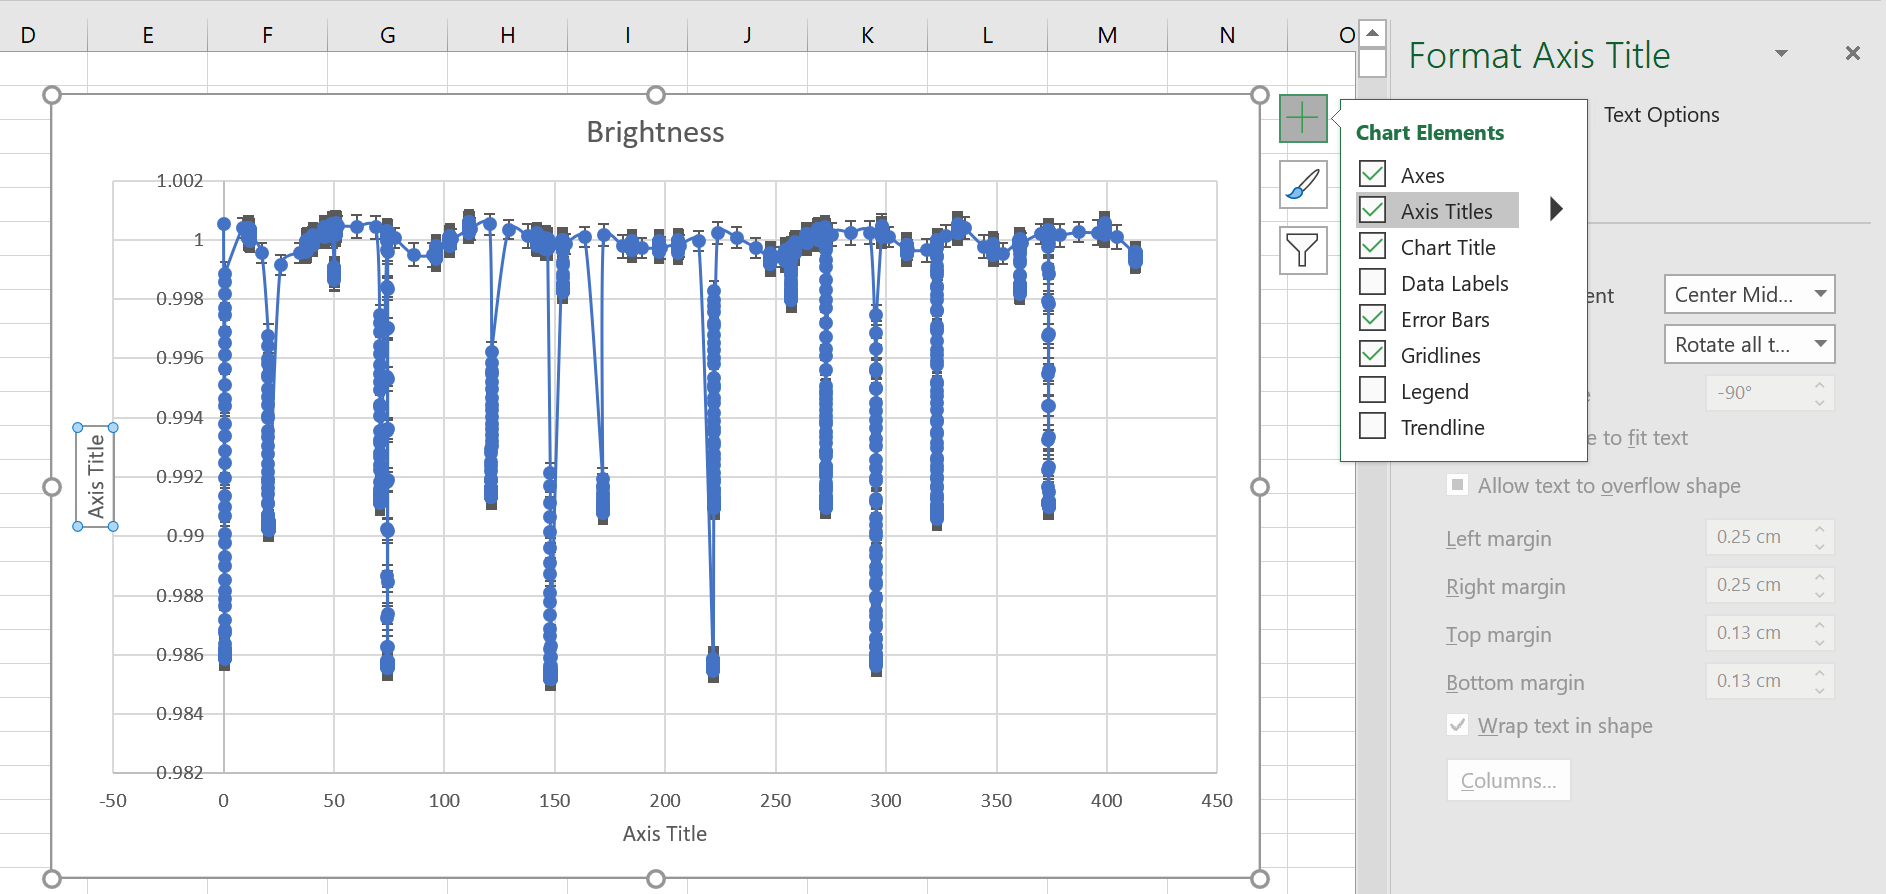 D E F G H I J K L M N O
Format Axis Title
Text Options
Brightness
Chart Elements
Axes
Axis Titles
Chart Title
Data Labels
Error Bars
Gridlines
Legend
Trendline
1.002
1
0.998
0.996
0.994
0.992
0.99
0.988
0.986
0.984
0.982
-50 0 50 100 150 200 250 300 350 400 450
Axis Title
Axis Title
ent Center Mid...
Rotate all t...
e -90°
e to fit text
Allow text to overflow shape
Left margin 0.25 cm
Right margin 0.25 cm
Top margin 0.13 cm
Bottom margin 0.13 cm
Wrap text in shape
Columns...